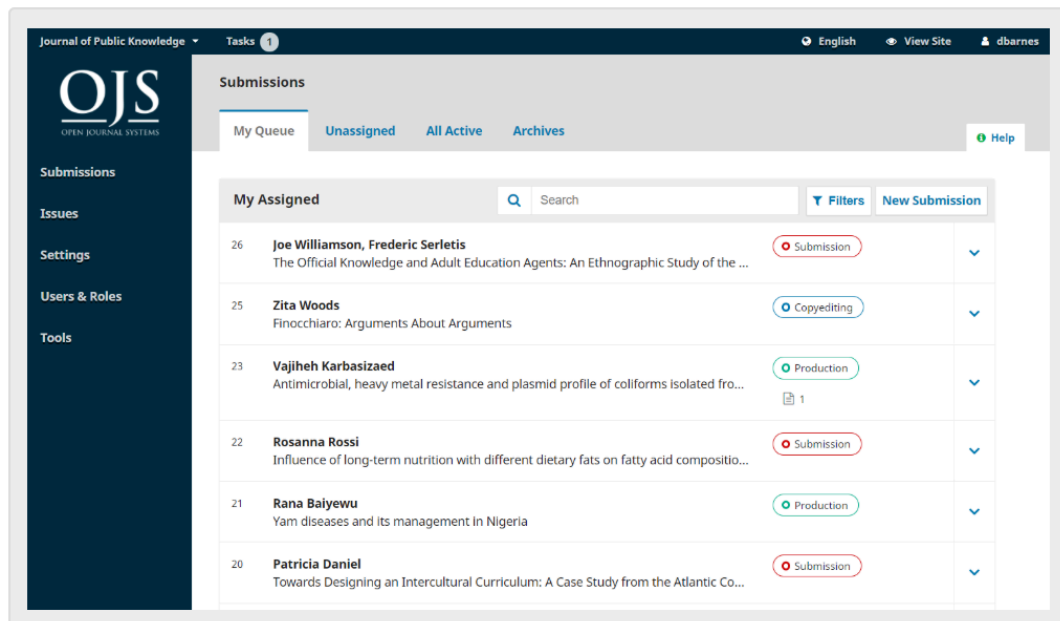 Journal of Public Knowledge Tasks 1 English View Site dbarnes
OJS
OPEN JOURNAL SYSTEMS
Submissions
Issues
Settings
Users & Roles
Tools
Submissions
My Queue Unassigned All Active Archives
Help
My Assigned Search Filters New Submission
26 Joe Williamson, Frederic Serletis Submission
The Official Knowledge and Adult Education Agents: An Ethnographic Study of the ...
25 Zita Woods Copyediting
Finocchiaro: Arguments About Arguments
23 Vajiheh Karbasizaed Production
Antimicrobial, heavy metal resistance and plasmid profile of coliforms isolated fro...
1
22 Rosanna Rossi Submission
Influence of long-term nutrition with different dietary fats on fatty acid compositio...
21 Rana Baiyewu Production
Yam diseases and its management in Nigeria
20 Patricia Daniel Submission
Towards Designing an Intercultural Curriculum: A Case Study from the Atlantic Co...